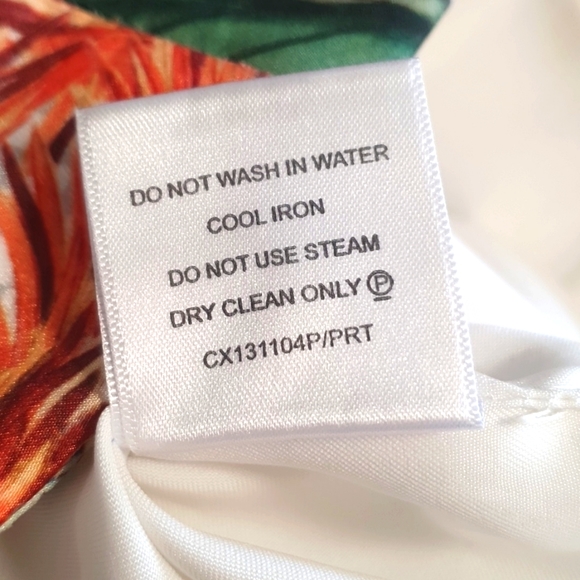 DO NOT WASH IN WATER
COOL IRON
DO NOT USE STEAM
DRY CLEAN ONLY Ⓟ
CX131104P/PRT